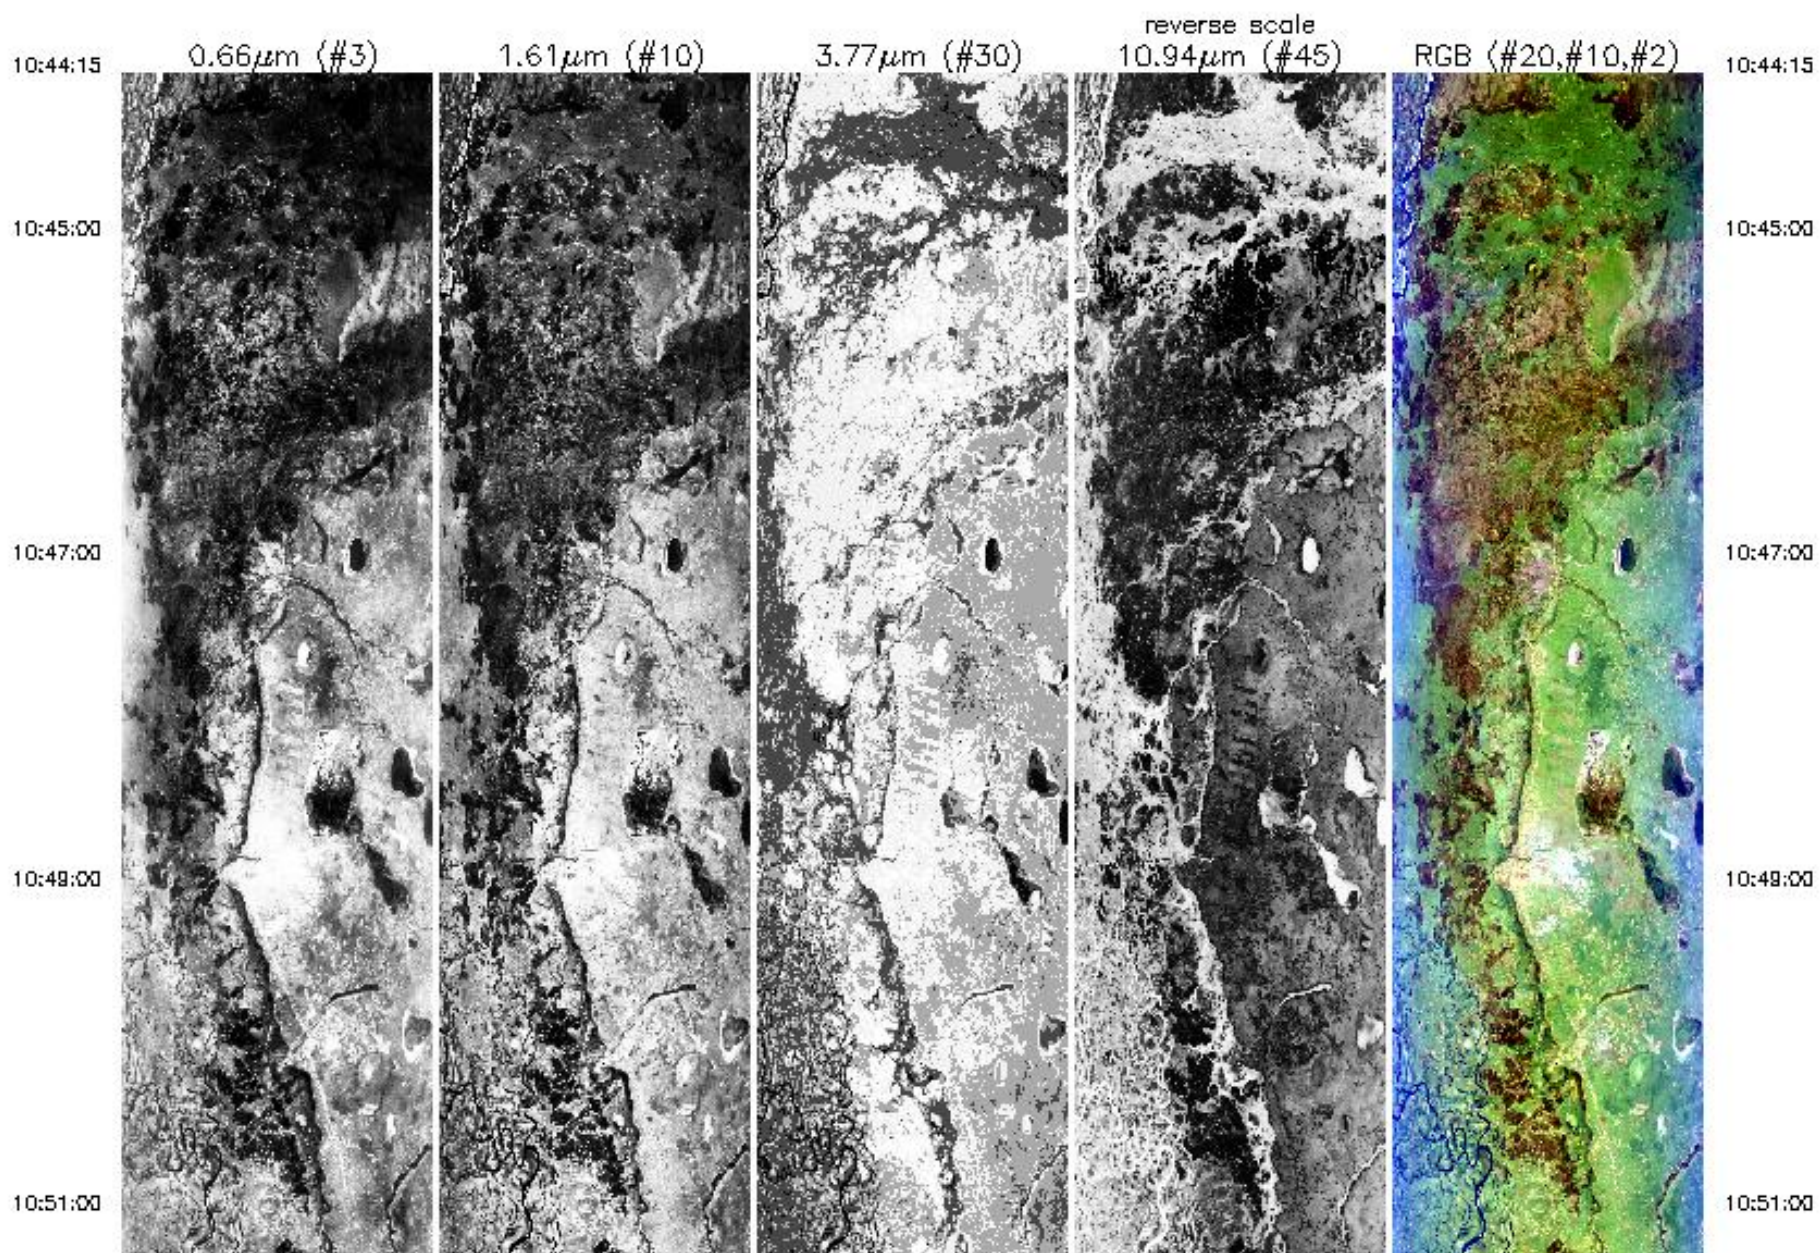 reverse scale
0.66μm (#3) 1.61μm (#10) 3.77μm (#30) 10.94μm (#45) RGB (#20,#10,#2)
10:44:15 10:44:15
10:45:00 10:45:00
10:47:00 10:47:00
10:49:00 10:49:00
10:51:00 10:51:00